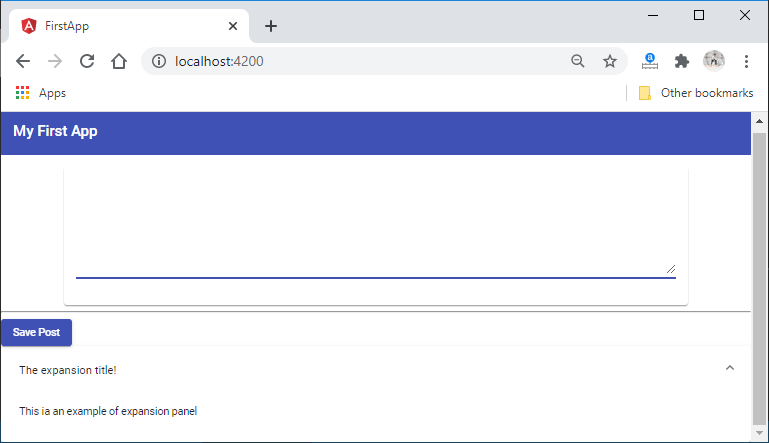 FirstApp
localhost:4200
Apps
Other bookmarks
My First App
Save Post
The expansion title!
This ia an example of expansion panel